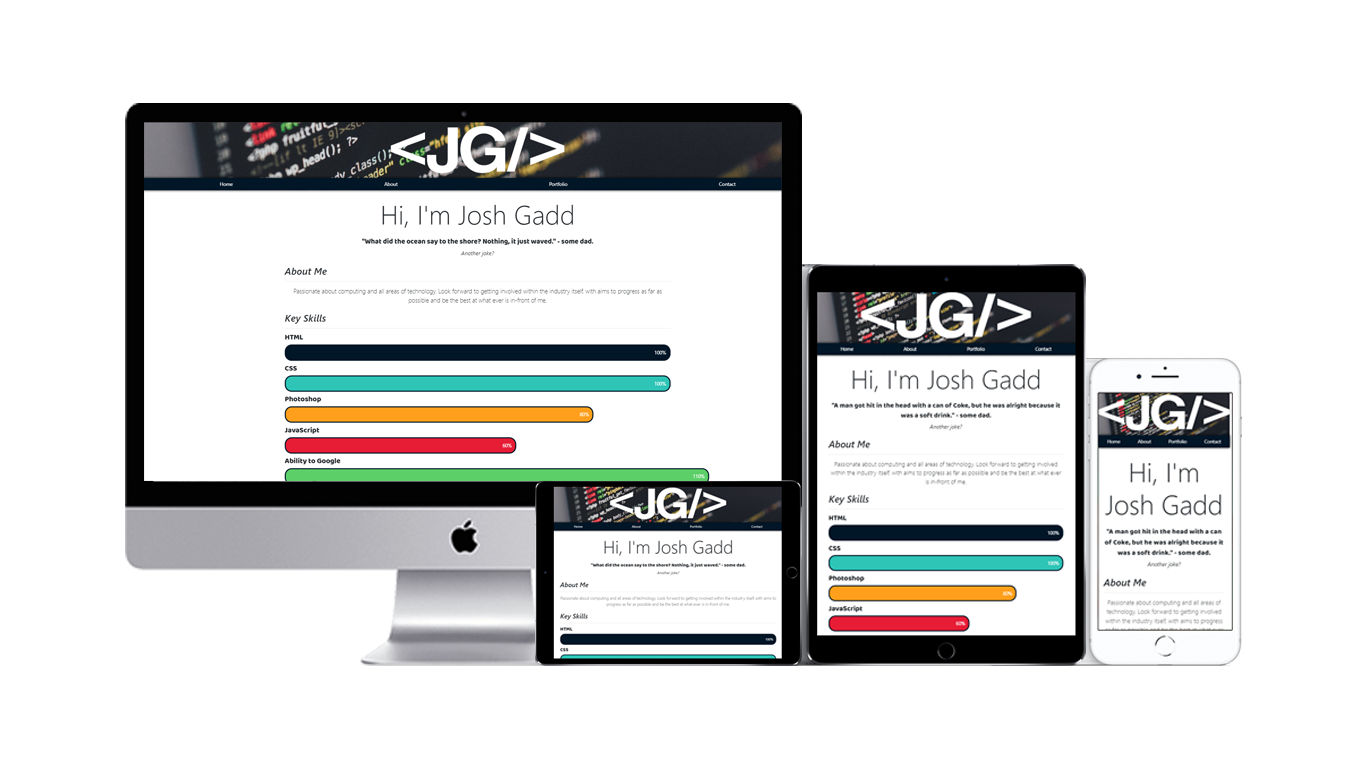 fruitful_
<?php
[if lt IE 9]><sc
wp_head(); ?>
body_class();
class="
<JG/>
Home About Portfolio Contact
Hi, I'm Josh Gadd
"What did the ocean say to the shore? Nothing, it just waved." - some dad.
Another joke?
About Me
Passionate about computing and all areas of technology. Look forward to getting involved within the industry itself, with aims to progress as far as
possible and be the best at what ever is in-front of me.
Key Skills
HTML
100%
CSS
100%
Photoshop
80%
JavaScript
60%
Ability to Google
110%
<JG/>
Home About Portfolio Contact
Hi, I'm Josh Gadd
"What did the ocean say to the shore? Nothing, it just waved." - some dad.
Another joke?
About Me
Passionate about computing and all areas of technology. Look forward to getting involved within the industry itself, with aims to
progress as far as possible and be the best at what ever is in-front of me.
Key Skills
HTML
100%
CSS
<JG/>
Home About Portfolio Contact
Hi, I'm Josh Gadd
"A man got hit in the head with a can of Coke, but he was alright because it
was a soft drink." - some dad.
Another joke?
About Me
Passionate about computing and all areas of technology. Look forward to getting involved
within the industry itself, with aims to progress as far as possible and be the best at what ever
is in-front of me.
Key Skills
HTML
100%
CSS
100%
Photoshop
80%
JavaScript
60%
<JG/>
Home About Portfolio Contact
Hi, I'm
Josh Gadd
"A man got hit in the head with a can
of Coke, but he was alright because it
was a soft drink." - some dad.
Another joke?
About Me
Passionate about computing and all areas of
technology. Look forward to getting involved
within the industry itself, with aims to progress